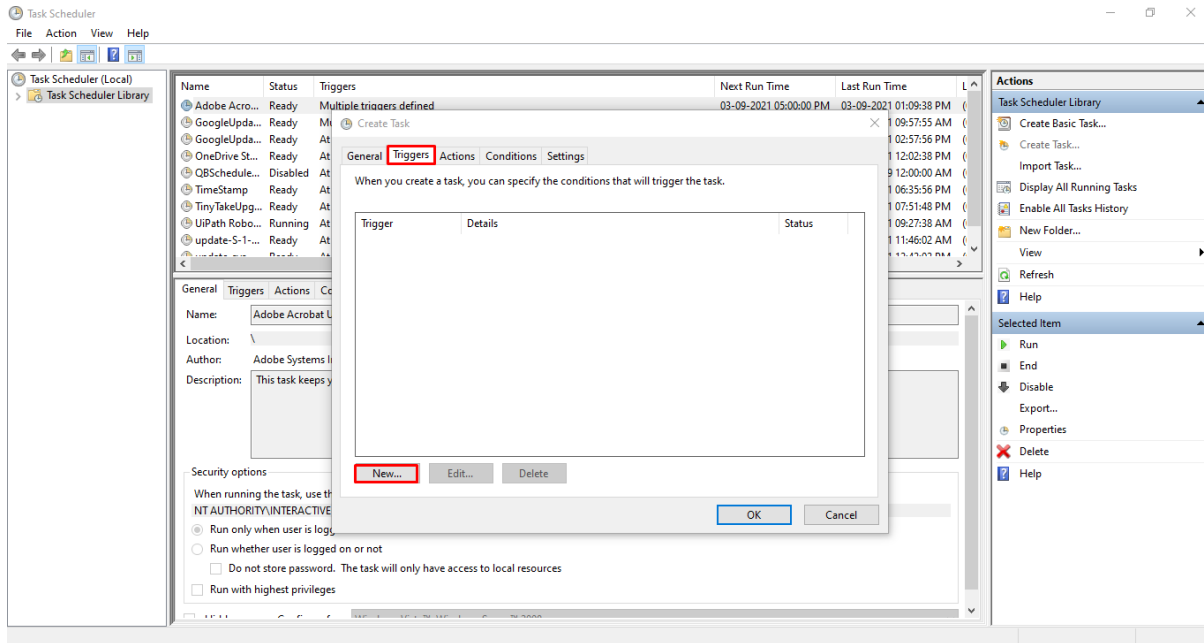 Task Scheduler
File Action View Help
Task Scheduler (Local)
Task Scheduler Library
Name Status Triggers Next Run Time Last Run Time L
Adobe Acro... Ready Multiple triggers defined 03-09-2021 05:00:00 PM 03-09-2021 01:09:38 PM (
GoogleUpda... Ready Mu 1 09:57:55 AM (
GoogleUpda... Ready At 1 02:57:56 PM (
OneDrive St... Ready At 1 12:02:38 PM (
QBSchedule... Disabled At 9 12:00:00 AM (
TimeStamp Ready At 1 06:35:56 PM (
TinyTakeUpg... Ready At 1 07:51:48 PM (
UiPath Robo... Running At 1 09:27:38 AM (
update-S-1-... Ready At 1 11:46:02 AM (
Create Task
General Triggers Actions Conditions Settings
When you create a task, you can specify the conditions that will trigger the task.
Trigger Details Status
New... Edit... Delete
OK Cancel
General Triggers Actions Co
Name: Adobe Acrobat U
Location: \
Author: Adobe Systems In
Description: This task keeps y
Security options
When running the task, use th
NT AUTHORITY\INTERACTIVE
Run only when user is logg
Run whether user is logged on or not
Do not store password. The task will only have access to local resources
Run with highest privileges
Actions
Task Scheduler Library
Create Basic Task...
Create Task...
Import Task...
Display All Running Tasks
Enable All Tasks History
New Folder...
View
Refresh
Help
Selected Item
Run
End
Disable
Export...
Properties
Delete
Help